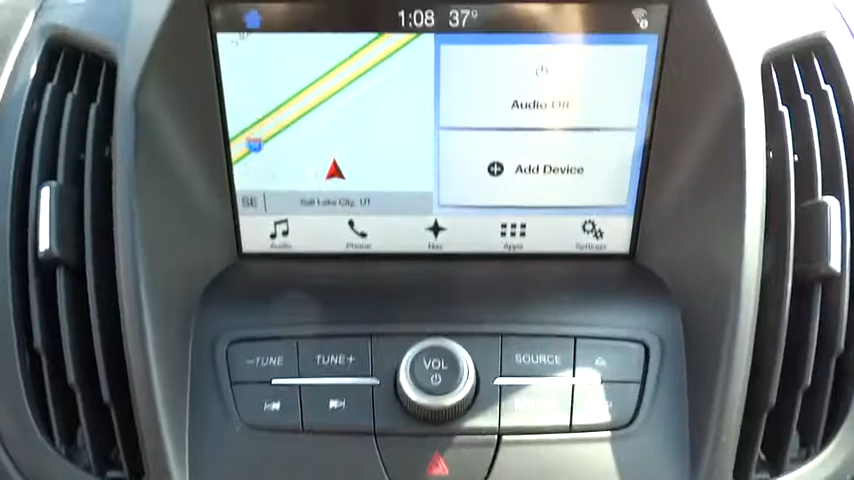 1:08 37°
Audio Off
Add Device
SE Salt Lake City, UT
Audio Phone Nav Apps Settings
−TUNE TUNE+ VOL SOURCE